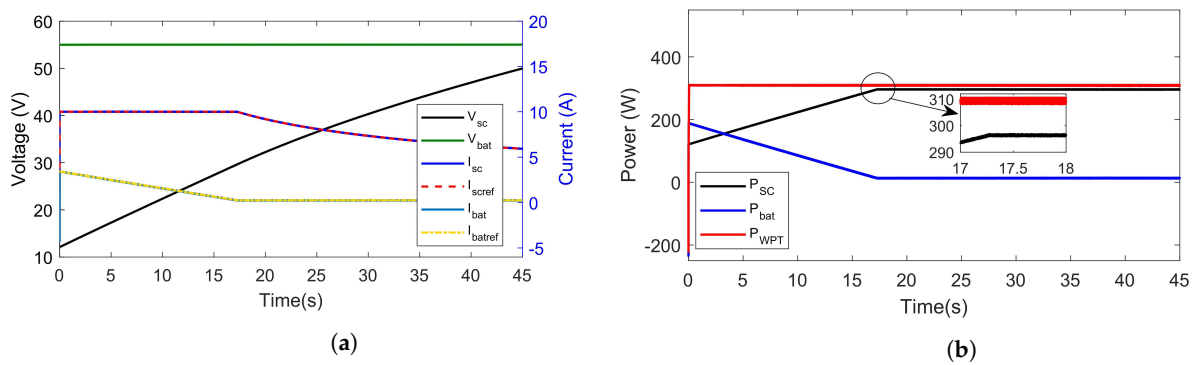 60
50
40
30
20
10
Voltage (V)
20
15
10
5
0
-5
Current (A)
V_sc
V_bat
I_sc
I_scref
I_bat
I_batref
0 5 10 15 20 25 30 35 40 45
Time(s)
(a)
400
200
0
-200
Power (W)
310
300
290
17 17.5 18
P_SC
P_bat
P_WPT
0 5 10 15 20 25 30 35 40 45
Time(s)
(b)